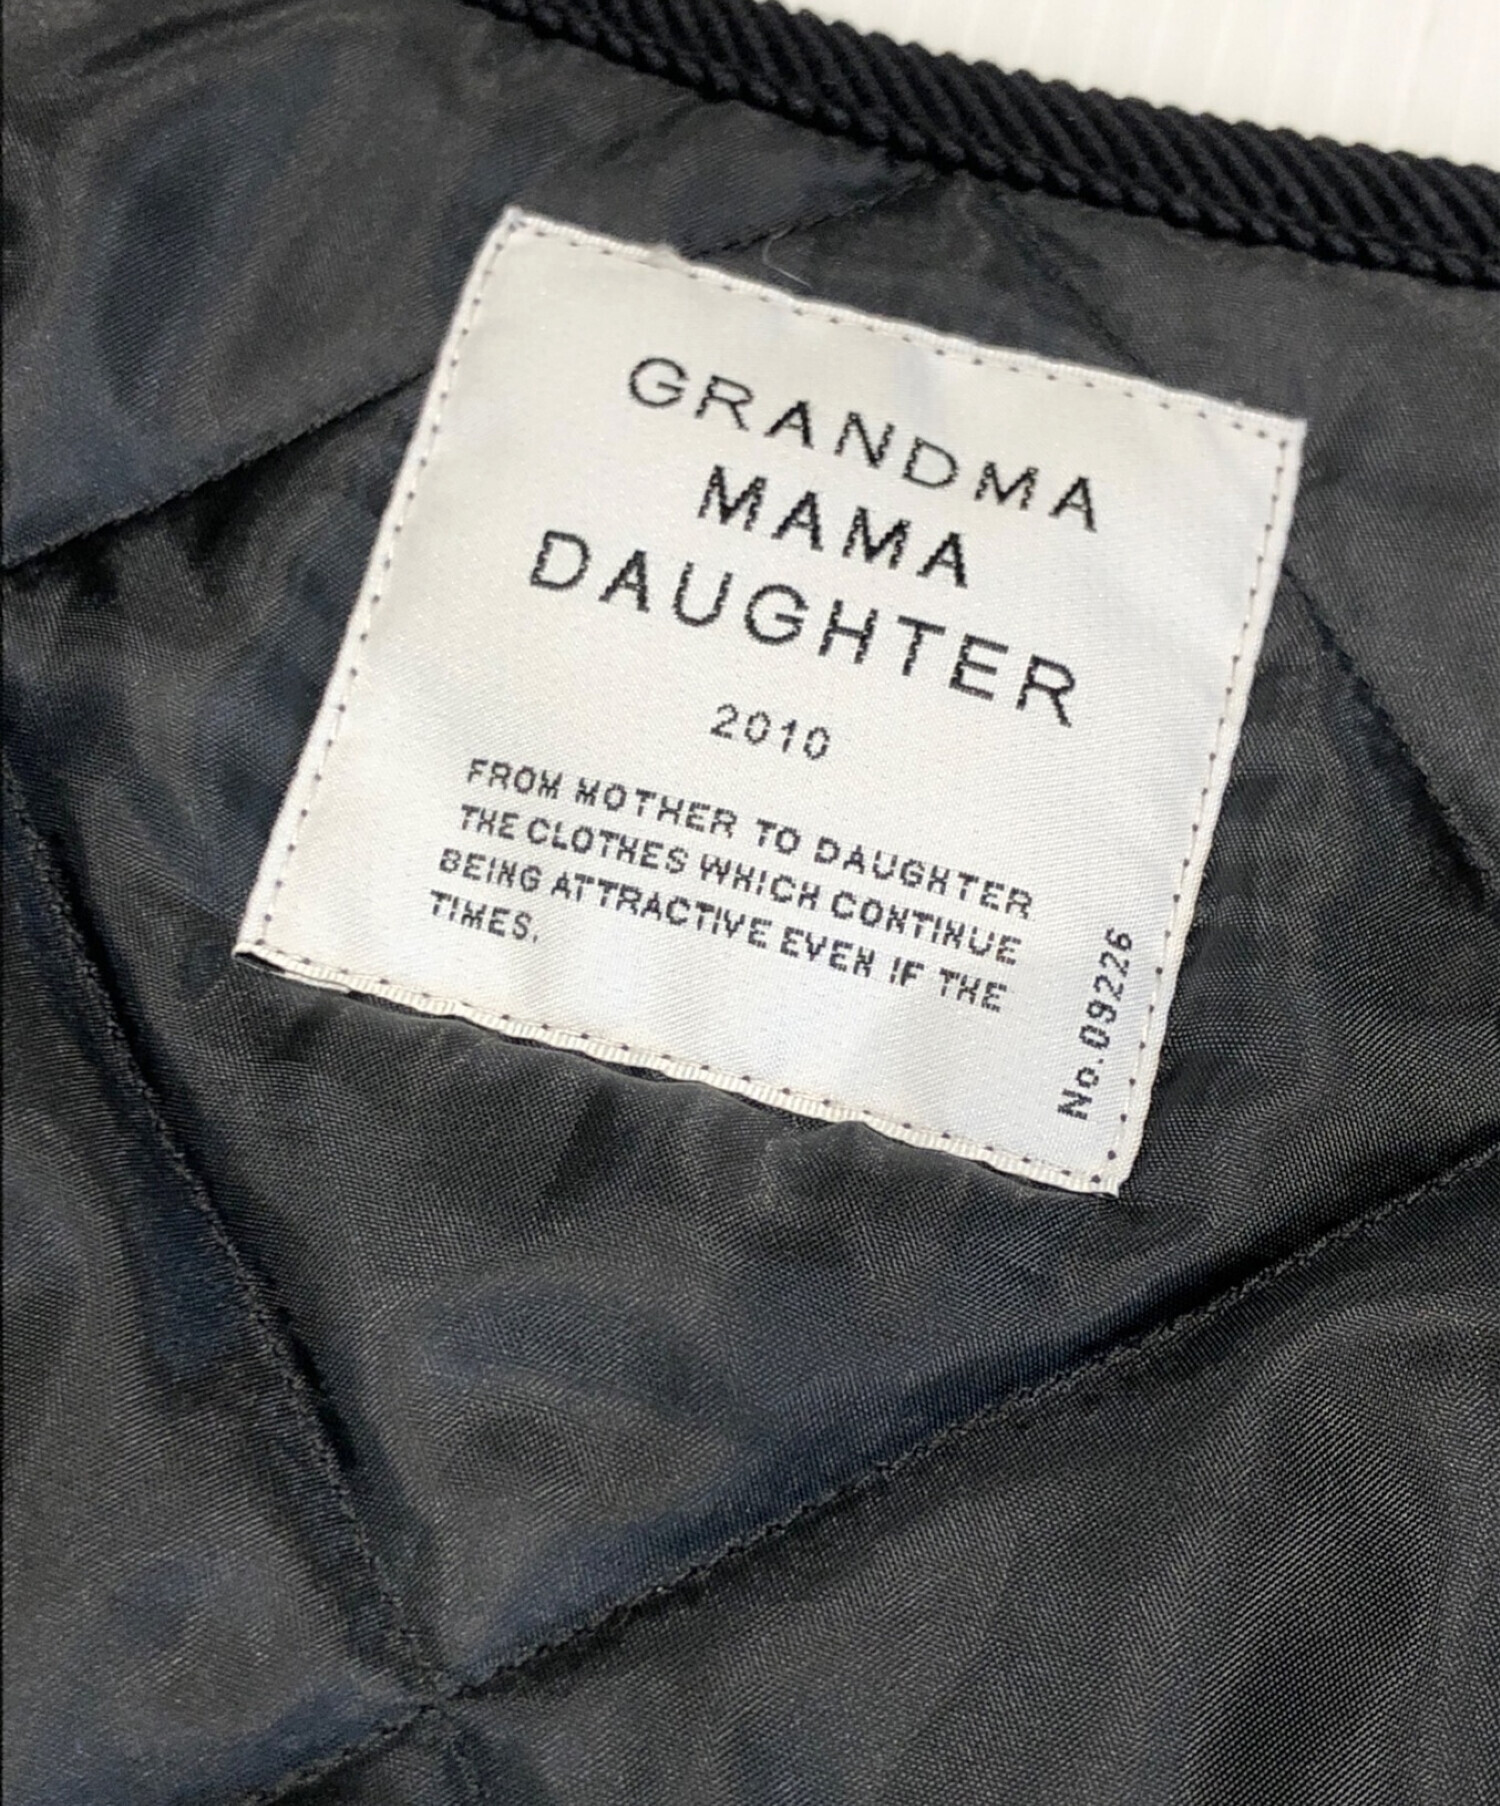 GRANDMA
MAMA
DAUGHTER
2010
FROM MOTHER TO DAUGHTER
THE CLOTHES WHICH CONTINUE
BEING ATTRACTIVE EVEN IF THE
TIMES.
No.09226